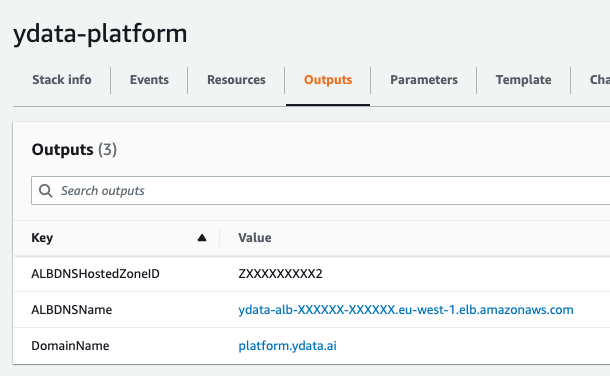 ydata-platform
Stack info Events Resources Outputs Parameters Template Cha
Outputs (3)
Search outputs
Key Value
ALBDNSHostedZoneID ZXXXXXXXXX2
ALBDNSName ydata-alb-XXXXXX-XXXXXX.eu-west-1.elb.amazonaws.com
DomainName platform.ydata.ai